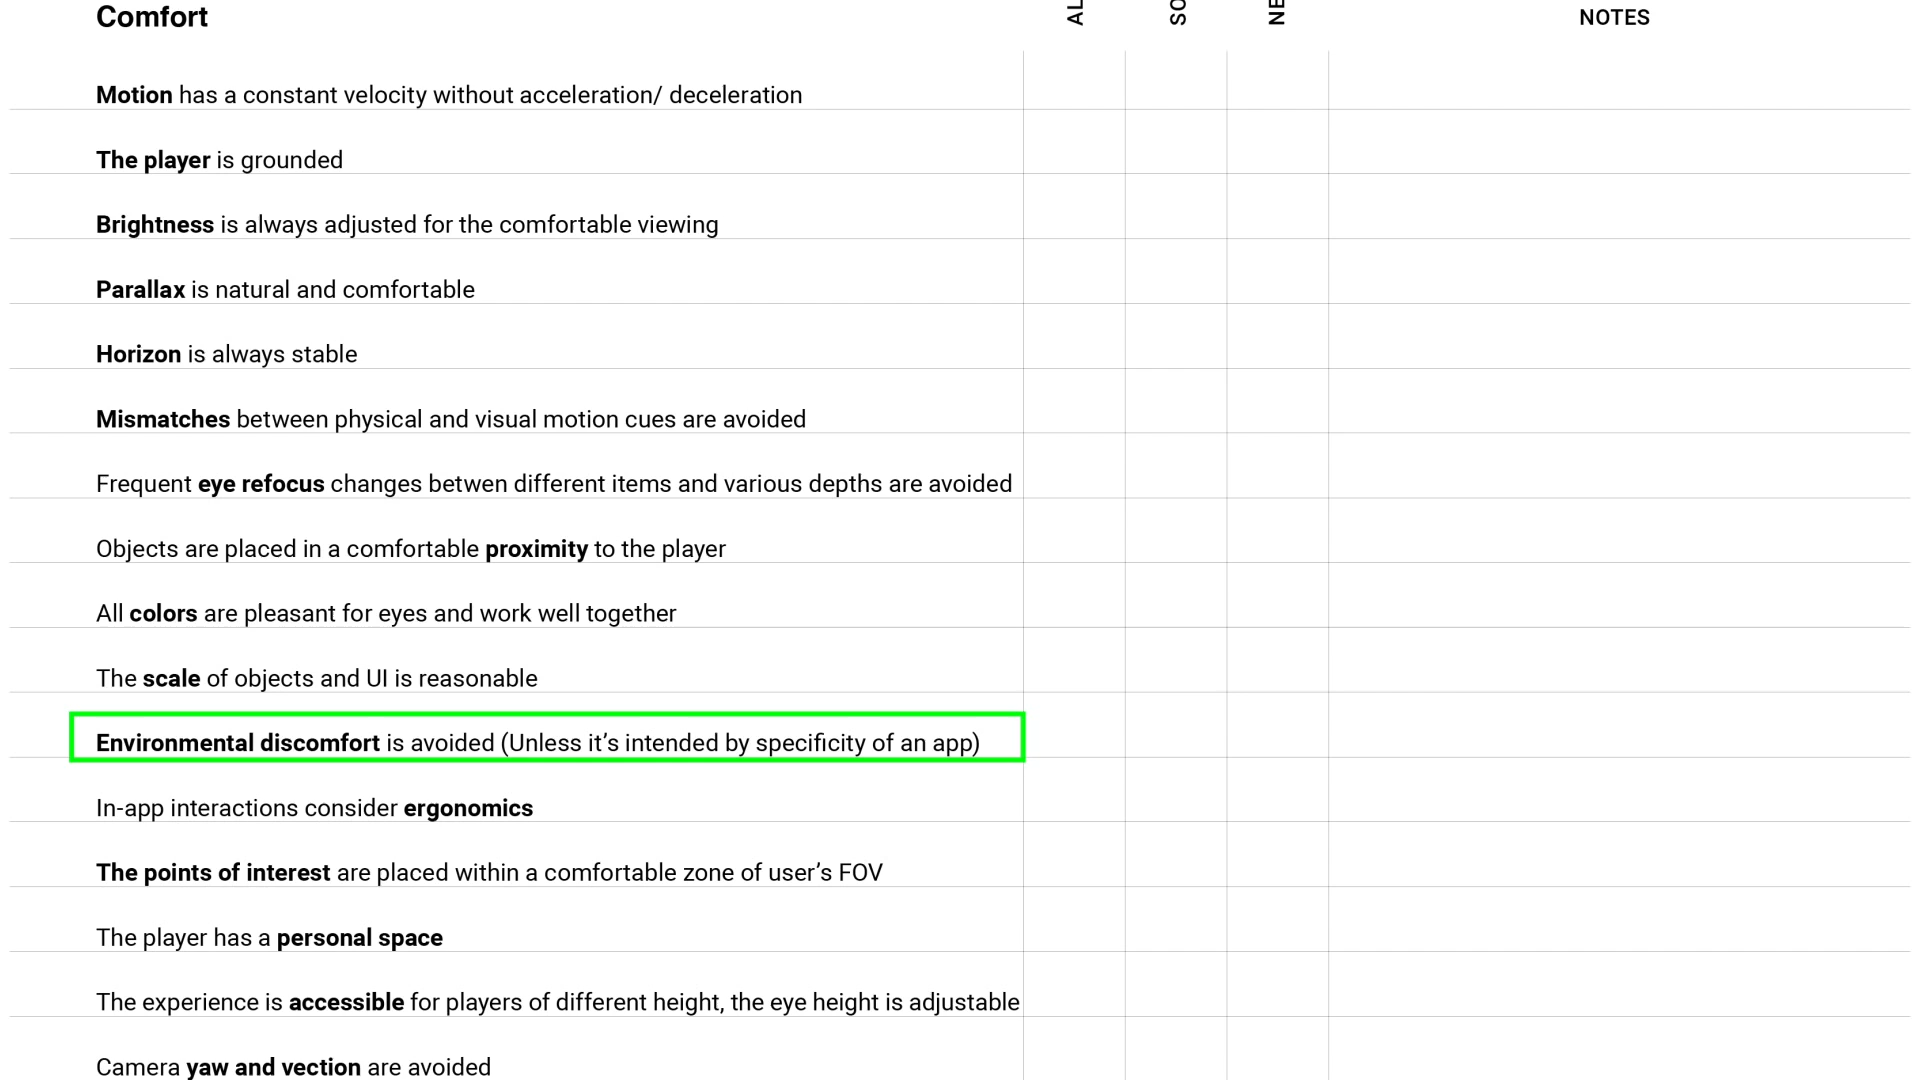 Comfort
AL
SO
NE
NOTES
Motion has a constant velocity without acceleration/ deceleration
The player is grounded
Brightness is always adjusted for the comfortable viewing
Parallax is natural and comfortable
Horizon is always stable
Mismatches between physical and visual motion cues are avoided
Frequent eye refocus changes betwen different items and various depths are avoided
Objects are placed in a comfortable proximity to the player
All colors are pleasant for eyes and work well together
The scale of objects and UI is reasonable
Environmental discomfort is avoided (Unless it’s intended by specificity of an app)
In-app interactions consider ergonomics
The points of interest are placed within a comfortable zone of user’s FOV
The player has a personal space
The experience is accessible for players of different height, the eye height is adjustable
Camera yaw and vection are avoided